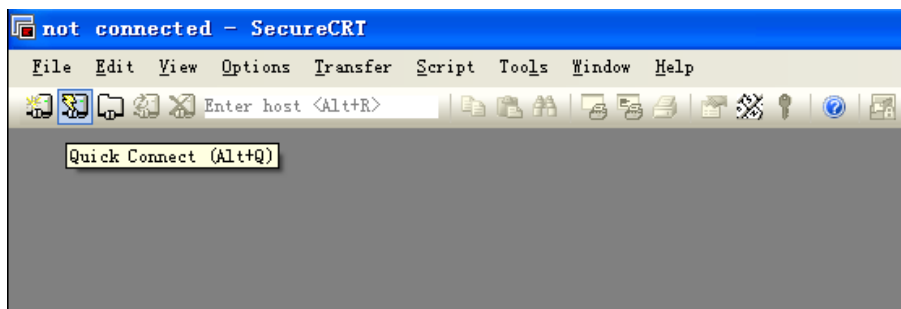 not connected - SecureCRT
File Edit View Options Transfer Script Tools Window Help
Enter host <Alt+R>
Quick Connect (Alt+Q)